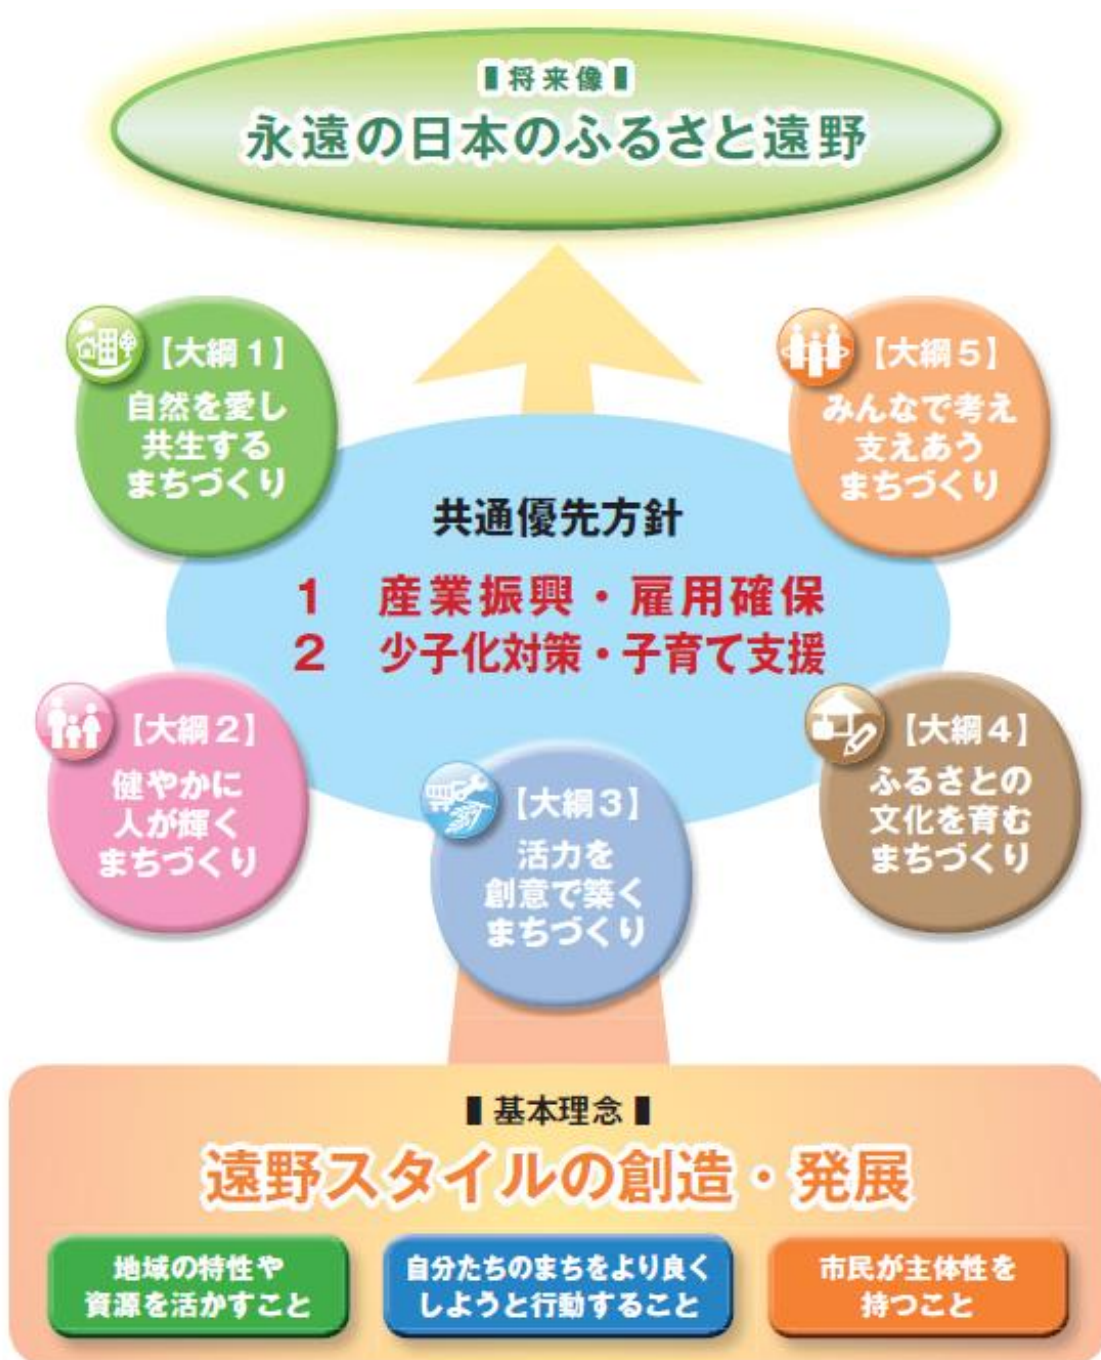 ▮将来像▮
永遠の日本のふるさと遠野
【大綱1】
自然を愛し
共生する
まちづくり
【大綱5】
みんなで考え
支えあう
まちづくり
共通優先方針
1 産業振興・雇用確保
2 少子化対策・子育て支援
【大綱2】
健やかに
人が輝く
まちづくり
【大綱3】
活力を
創意で築く
まちづくり
【大綱4】
ふるさとの
文化を育む
まちづくり
▮基本理念▮
遠野スタイルの創造・発展
地域の特性や
資源を活かすこと
自分たちのまちをより良く
しようと行動すること
市民が主体性を
持つこと